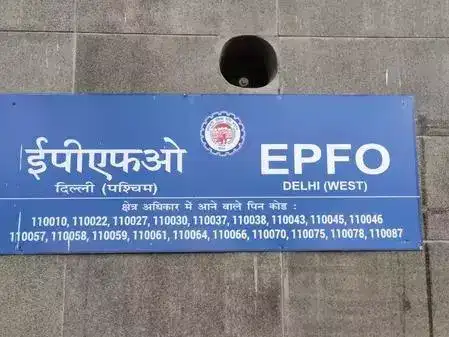 ईपीएफओ EPFO
दिल्ली (पश्चिम) DELHI (WEST)
क्षेत्र अधिकार में आने वाले पिन कोड :
110010, 110022, 110027, 110030, 110037, 110038, 110043, 110045, 110046
110057, 110058, 110059, 110061, 110064, 110066, 110070, 110075, 110078, 110087